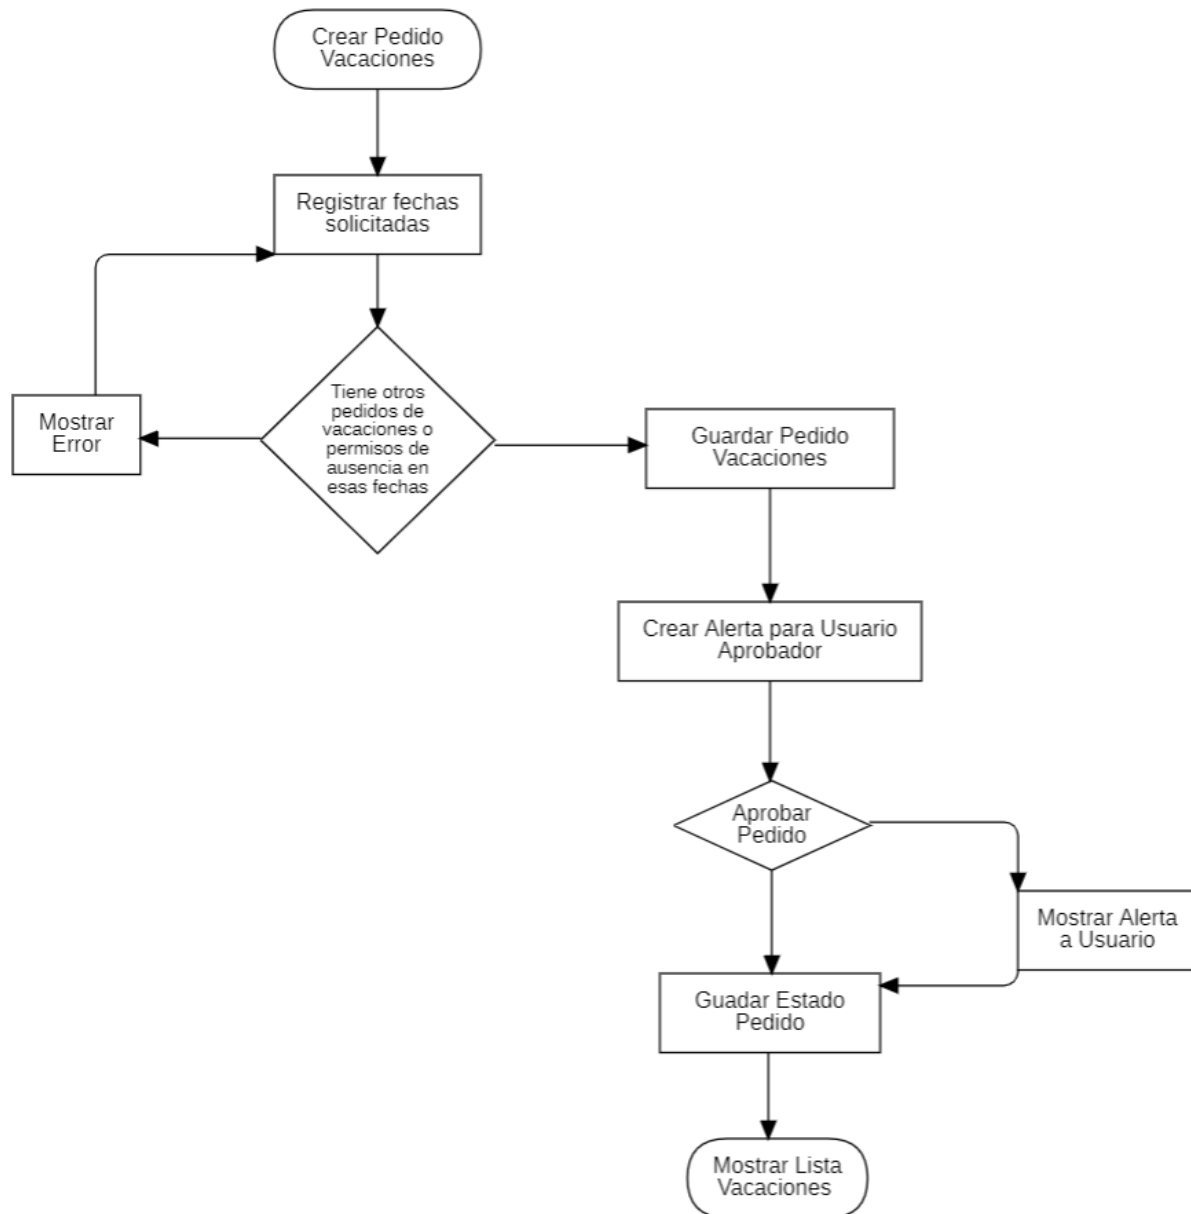 Crear Pedido
Vacaciones
Registrar fechas
solicitadas
Tiene otros
pedidos de
vacaciones o
permisos de
ausencia en
esas fechas
Mostrar
Error
Guardar Pedido
Vacaciones
Crear Alerta para Usuario
Aprobador
Aprobar
Pedido
Mostrar Alerta
a Usuario
Guadar Estado
Pedido
Mostrar Lista
Vacaciones